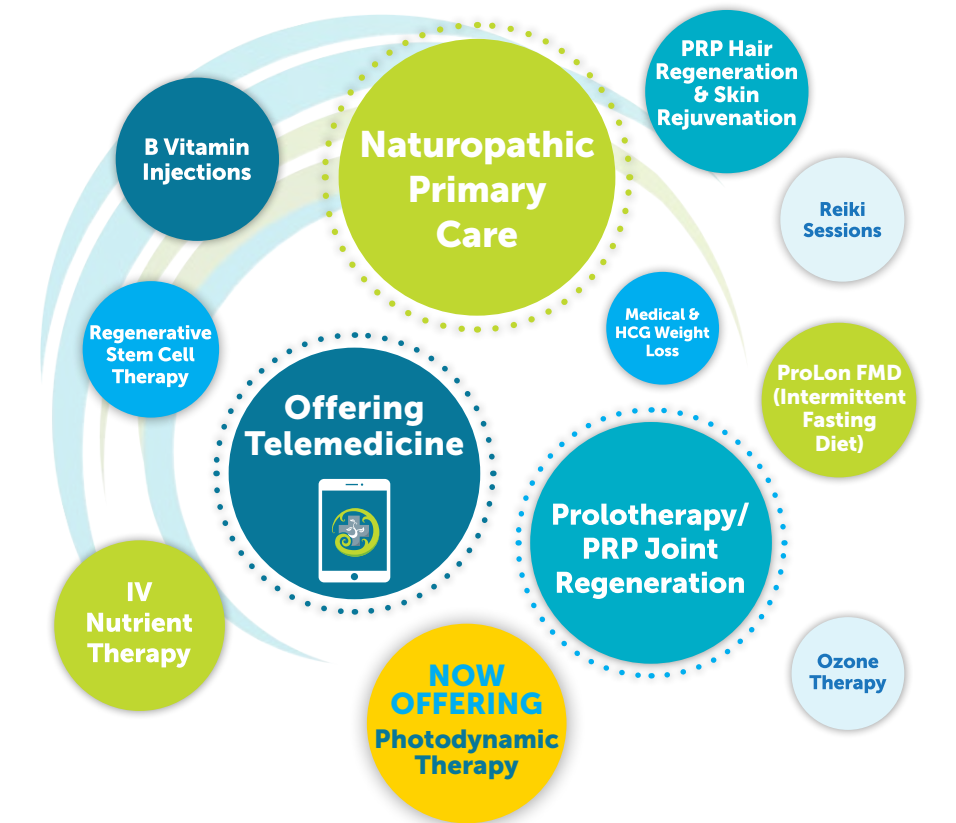 Naturopathic
Primary
Care
PRP Hair
Regeneration
& Skin
Rejuvenation
B Vitamin
Injections
Reiki
Sessions
Regenerative
Stem Cell
Therapy
Medical &
HCG Weight
Loss
ProLon FMD
(Intermittent
Fasting
Diet)
Offering
Telemedicine
Prolotherapy/
PRP Joint
Regeneration
IV
Nutrient
Therapy
Ozone
Therapy
NOW
OFFERING
Photodynamic
Therapy